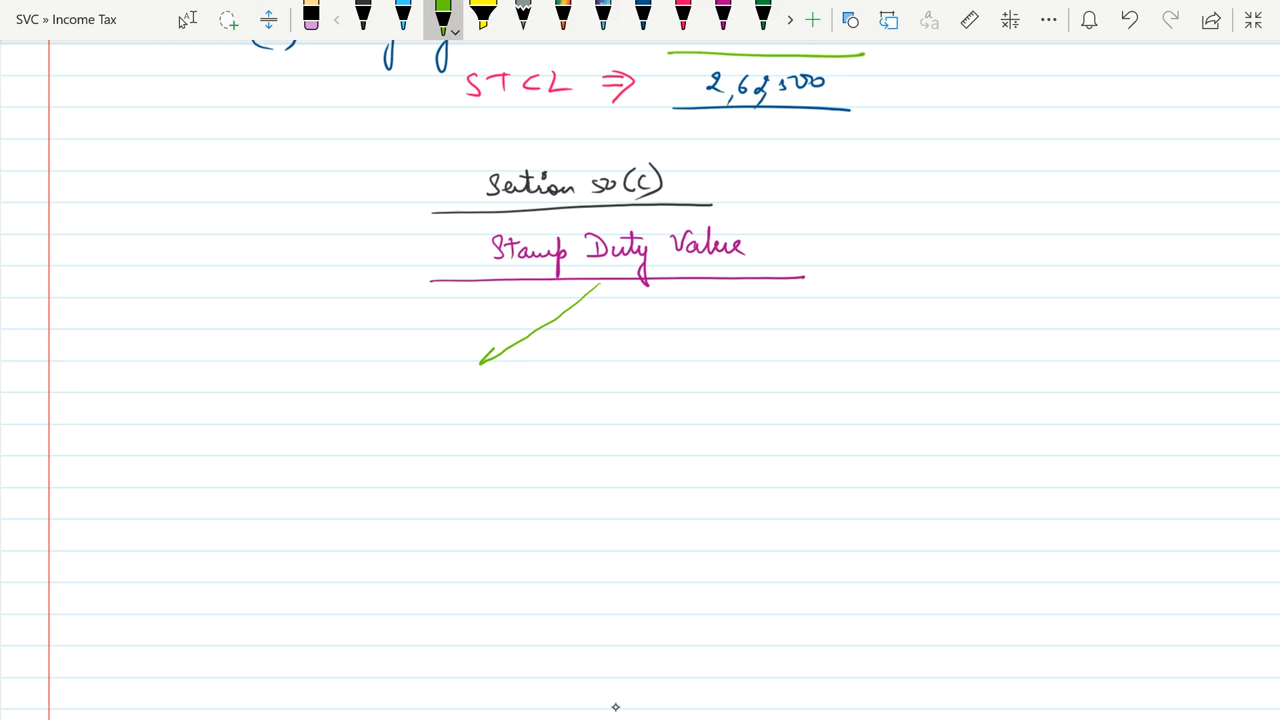 SVC » Income Tax
STCL ⇒ 2,62,500
Section 50(C)
Stamp Duty Value